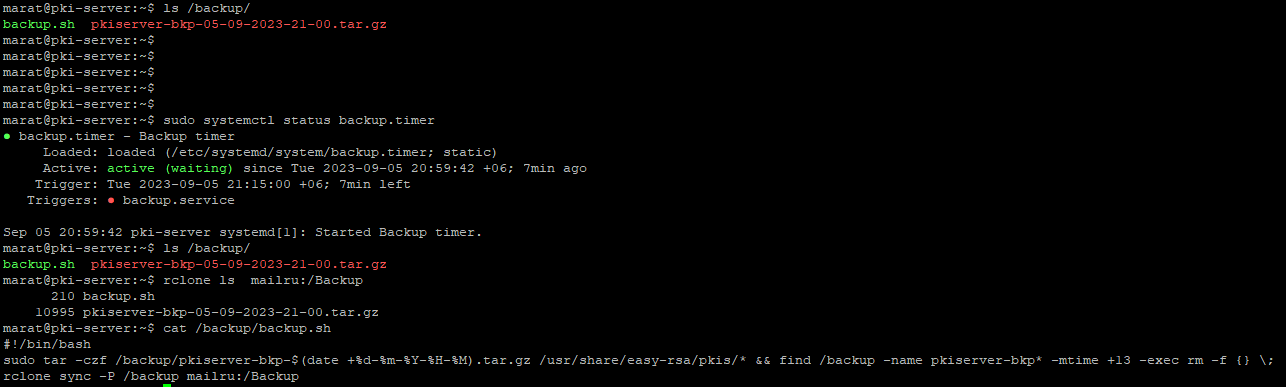 marat@pki-server:~$ ls /backup/
backup.sh  pkiserver-bkp-05-09-2023-21-00.tar.gz
marat@pki-server:~$
marat@pki-server:~$
marat@pki-server:~$
marat@pki-server:~$
marat@pki-server:~$
marat@pki-server:~$ sudo systemctl status backup.timer
● backup.timer - Backup timer
     Loaded: loaded (/etc/systemd/system/backup.timer; static)
     Active: active (waiting) since Tue 2023-09-05 20:59:42 +06; 7min ago
    Trigger: Tue 2023-09-05 21:15:00 +06; 7min left
   Triggers: ● backup.service

Sep 05 20:59:42 pki-server systemd[1]: Started Backup timer.
marat@pki-server:~$ ls /backup/
backup.sh  pkiserver-bkp-05-09-2023-21-00.tar.gz
marat@pki-server:~$ rclone ls  mailru:/Backup
      210 backup.sh
    10995 pkiserver-bkp-05-09-2023-21-00.tar.gz
marat@pki-server:~$ cat /backup/backup.sh
#!/bin/bash
sudo tar -czf /backup/pkiserver-bkp-$(date +%d-%m-%Y-%H-%M).tar.gz /usr/share/easy-rsa/pkis/* && find /backup -name pkiserver-bkp* -mtime +13 -exec rm -f {} \;
rclone sync -P /backup mailru:/Backup